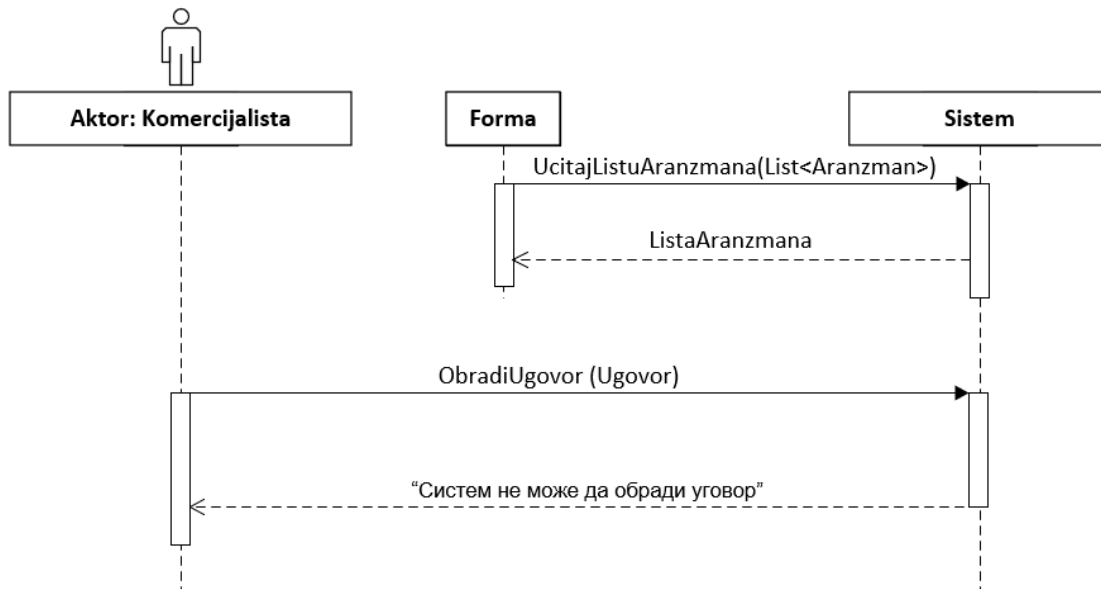 Aktor: Komercijalista
Forma
Sistem
UcitajListuAranzmana(List<Aranzman>)
ListaAranzmana
ObradiUgovor (Ugovor)
“Систем не може да обради уговор”